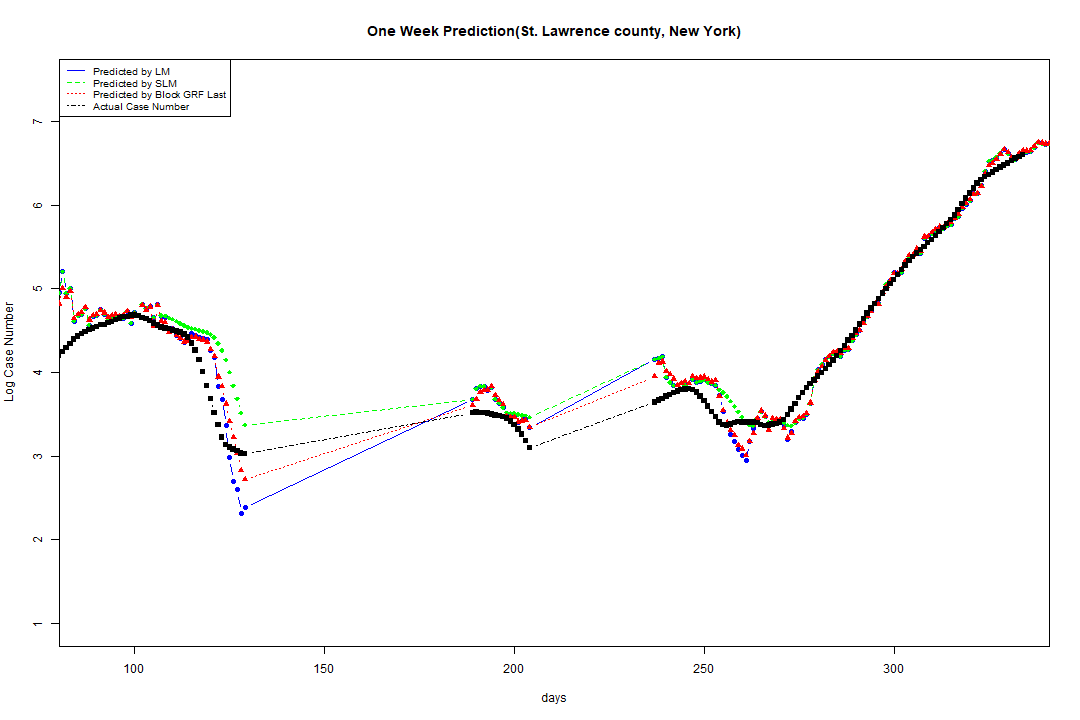 One Week Prediction(St. Lawrence county, New York)
Predicted by LM
Predicted by SLM
Predicted by Block GRF Last
Actual Case Number
7
6
5
4
3
2
1
Log Case Number
100 150 200 250 300
days